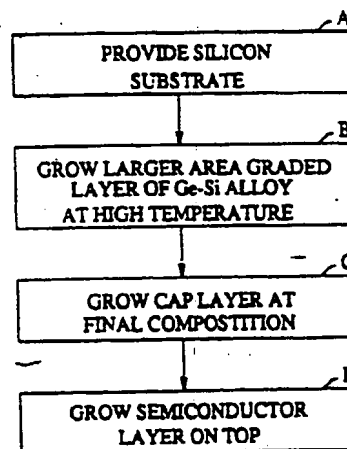 A
PROVIDE SILICON
SUBSTRATE
B
GROW LARGER AREA GRADED
LAYER OF Ge-Si ALLOY
AT HIGH TEMPERATURE
C
GROW CAP LAYER AT
FINAL COMPOSTITION
GROW SEMICONDUCTOR
LAYER ON TOP